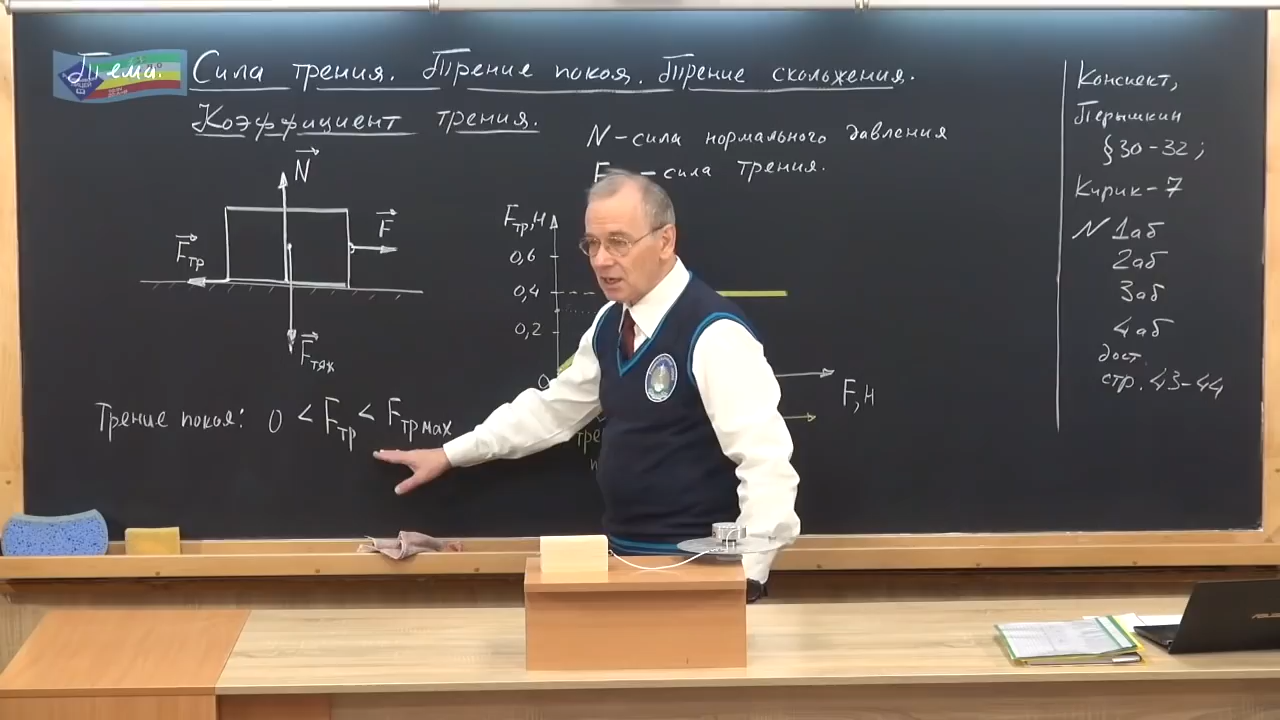 Тема. Сила трения. Трение покоя. Трение скольжения.
Коэффициент трения.
N - сила нормального давления
F - сила трения.
N
F
Fтр
Fтяж
Fтр, Н
0,6
0,4
0,2
0
F, Н
Трение покоя: 0 < Fтр < Fтр max
тре
п
Конспект,
Перышкин
§30-32;
Кирик-7
N 1аб
2аб
3аб
4аб
дост.
стр. 43-44